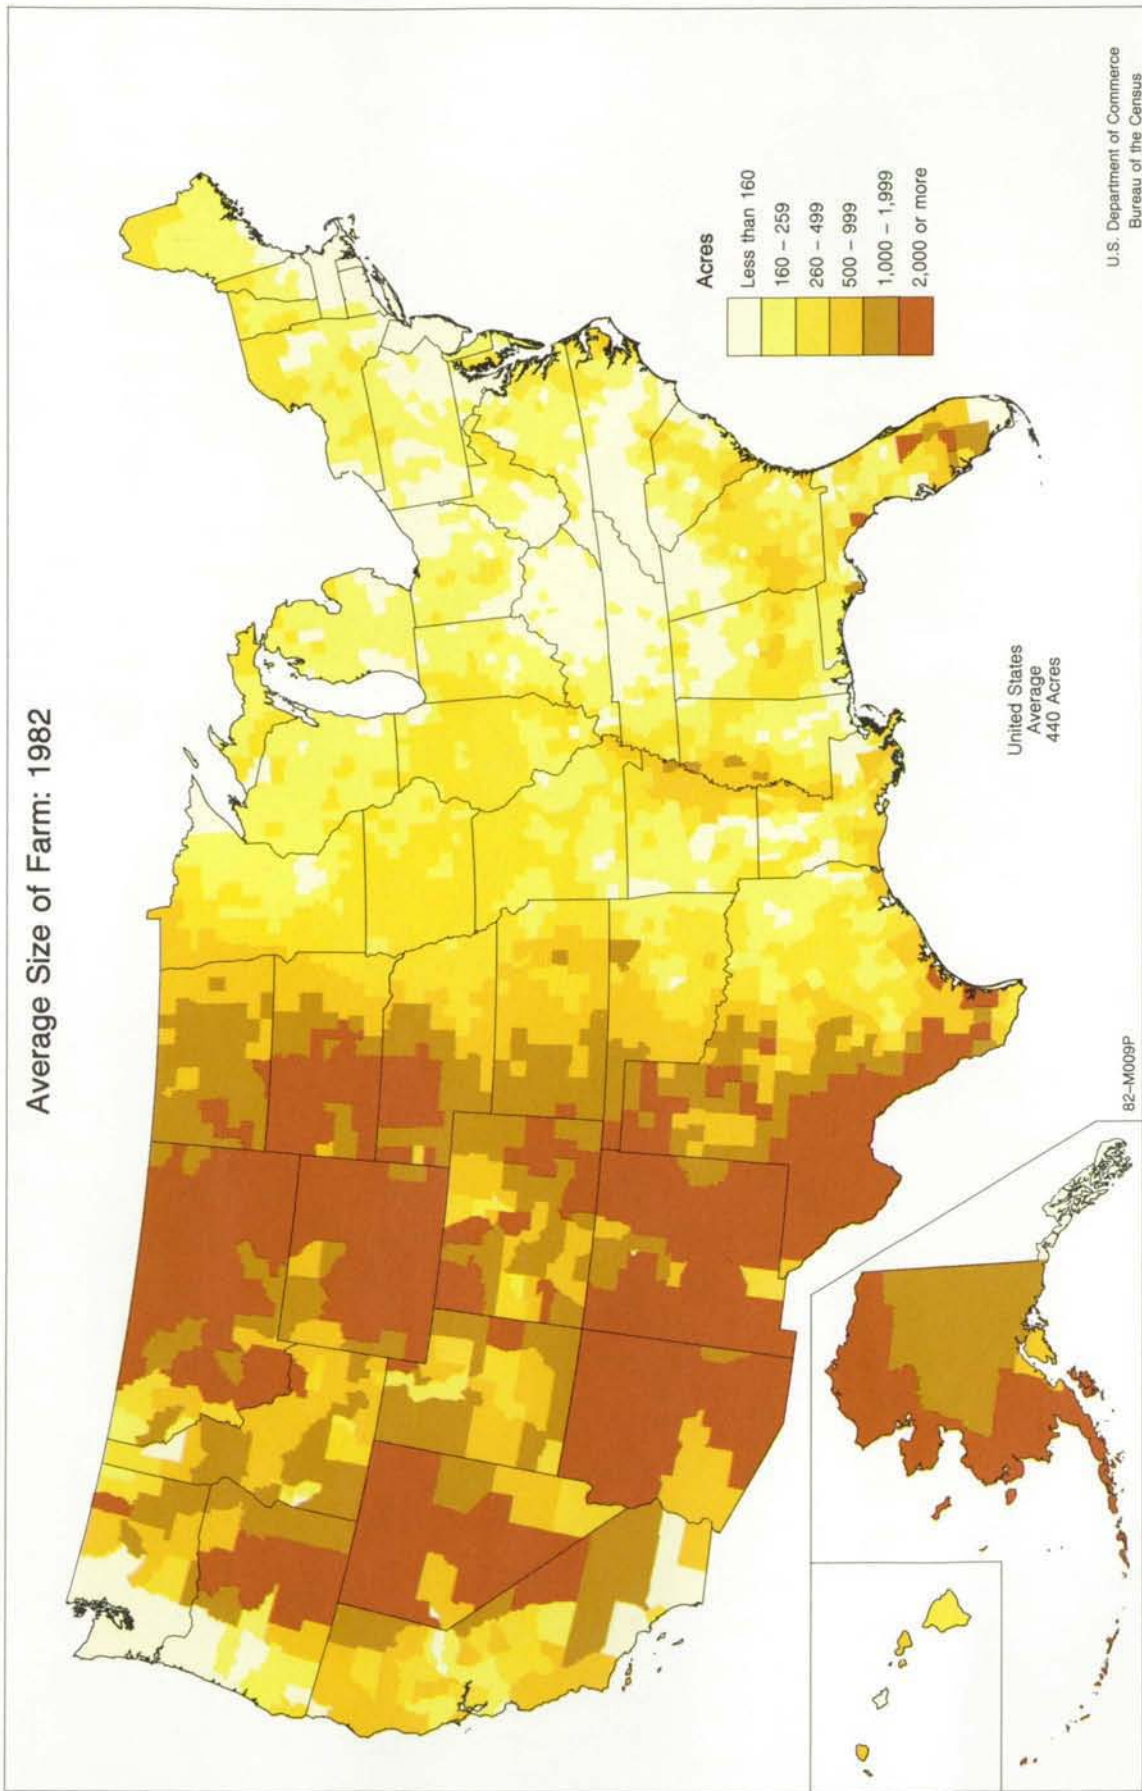 Average Size of Farm: 1982
Acres
Less than 160
160 – 259
260 – 499
500 – 999
1,000 – 1,999
2,000 or more
United States
Average
440 Acres
82–M009P
U.S. Department of Commerce
Bureau of the Census